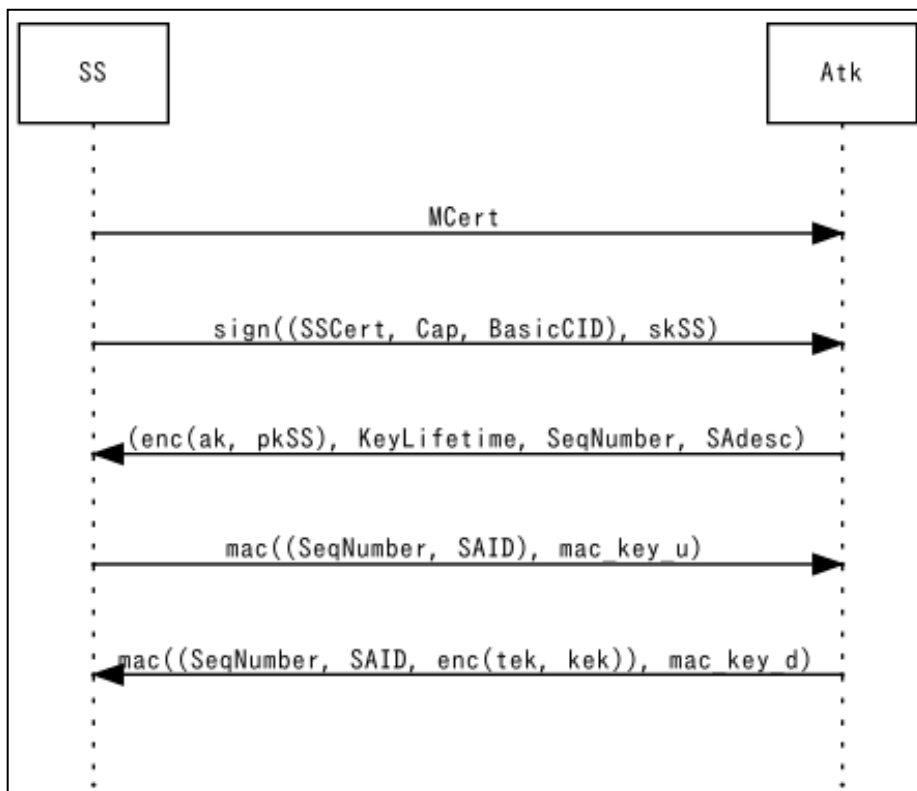 SS
Atk
MCert
sign((SSCert, Cap, BasicCID), skSS)
(enc(ak, pkSS), KeyLifetime, SeqNumber, SAdesc)
mac((SeqNumber, SAID), mac_key_u)
mac((SeqNumber, SAID, enc(tek, kek)), mac_key_d)